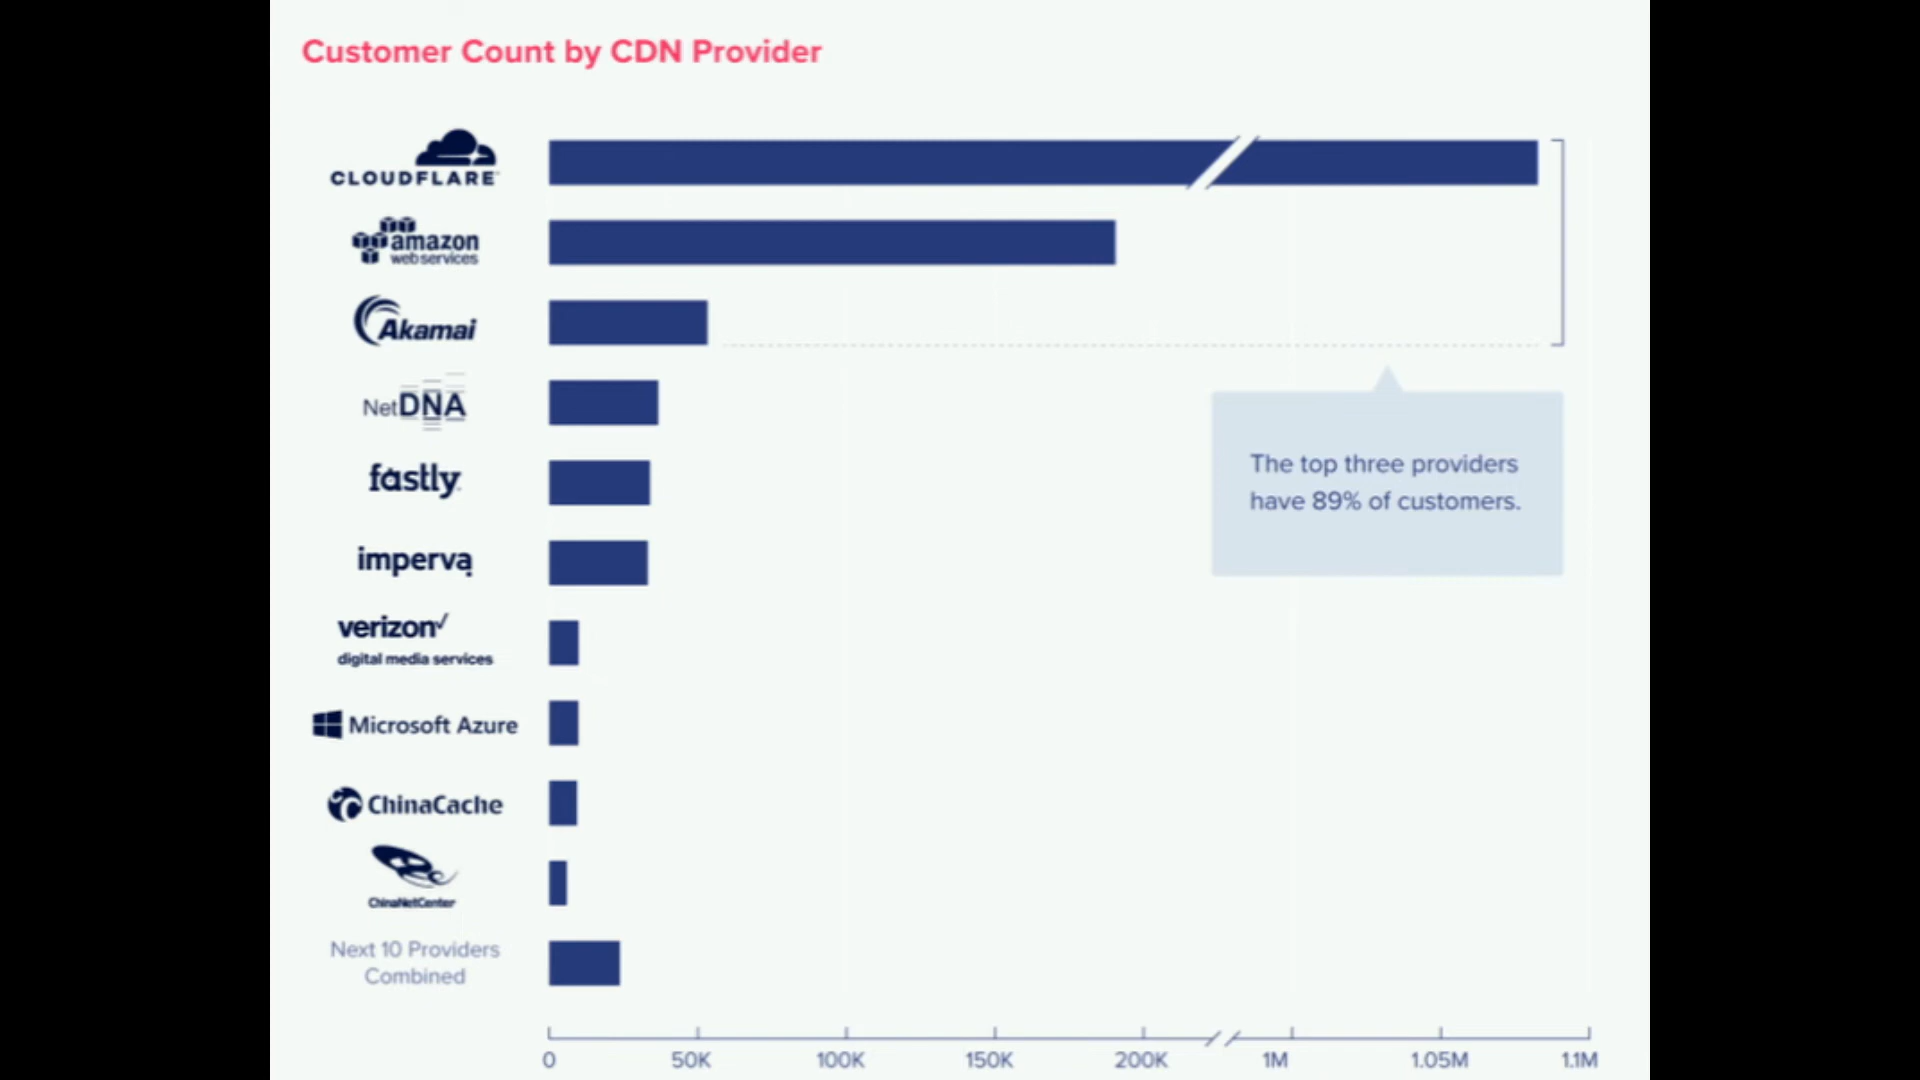 Customer Count by CDN Provider
CLOUDFLARE
amazon
webservices
Akamai
NetDNA
fastly
imperva
The top three providers
have 89% of customers.
verizon
digital media services
Microsoft Azure
ChinaCache
ChinaNetCenter
Next 10 Providers
Combined
0 50K 100K 150K 200K 1M 1.05M 1.1M